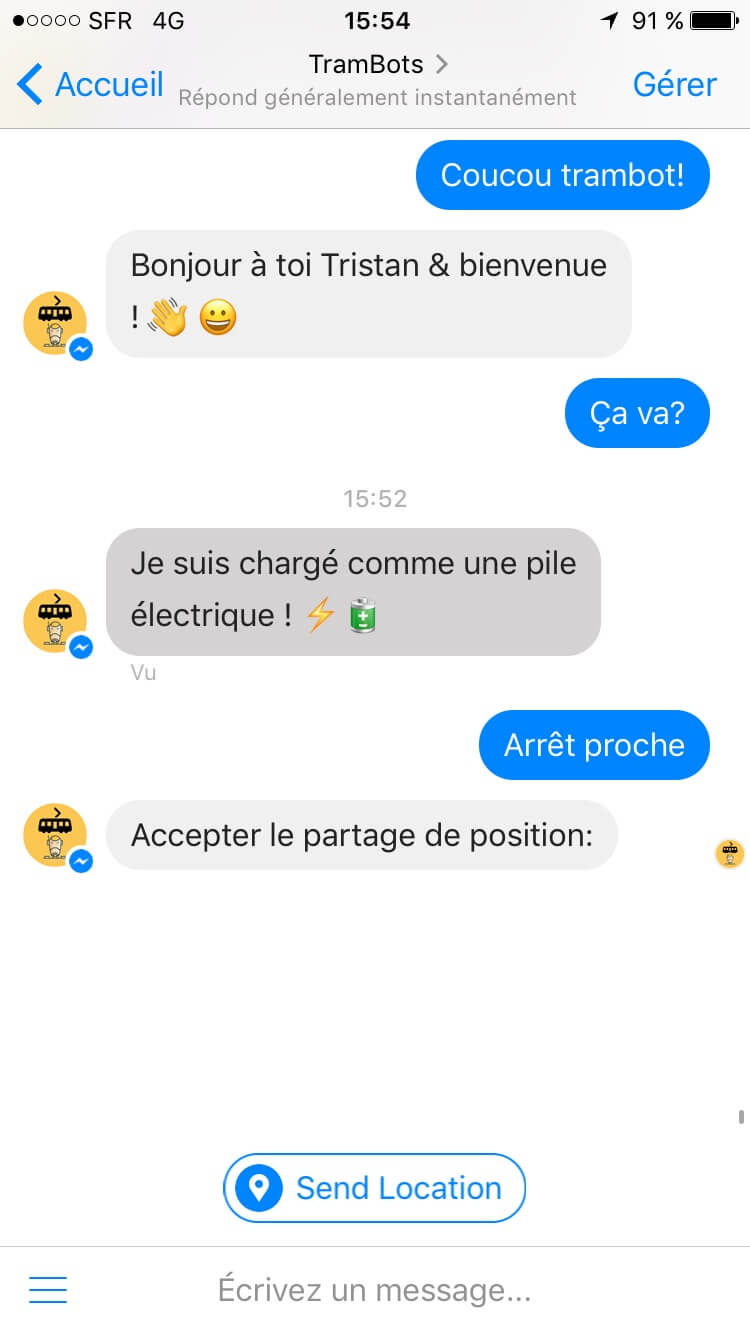 SFR 4G 15:54 91 %
TramBots
Accueil Répond généralement instantanément Gérer
Coucou trambot!
Bonjour à toi Tristan & bienvenue
! 👋 😀
Ça va?
15:52
Je suis chargé comme une pile
électrique ! ⚡ 🔋
Vu
Arrêt proche
Accepter le partage de position:
Send Location
Écrivez un message...